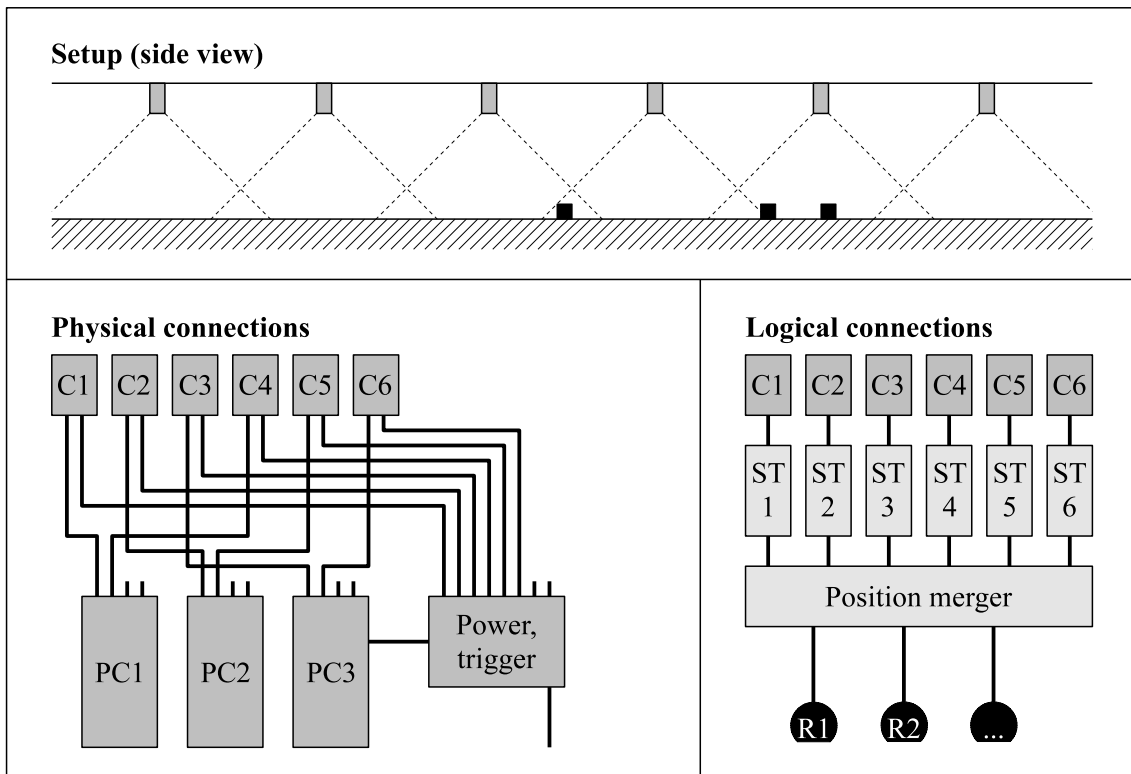 Setup (side view)
Physical connections
C1 C2 C3 C4 C5 C6
PC1 PC2 PC3
Power,
trigger
Logical connections
C1 C2 C3 C4 C5 C6
ST ST ST ST ST ST
1 2 3 4 5 6
Position merger
R1 R2 ...